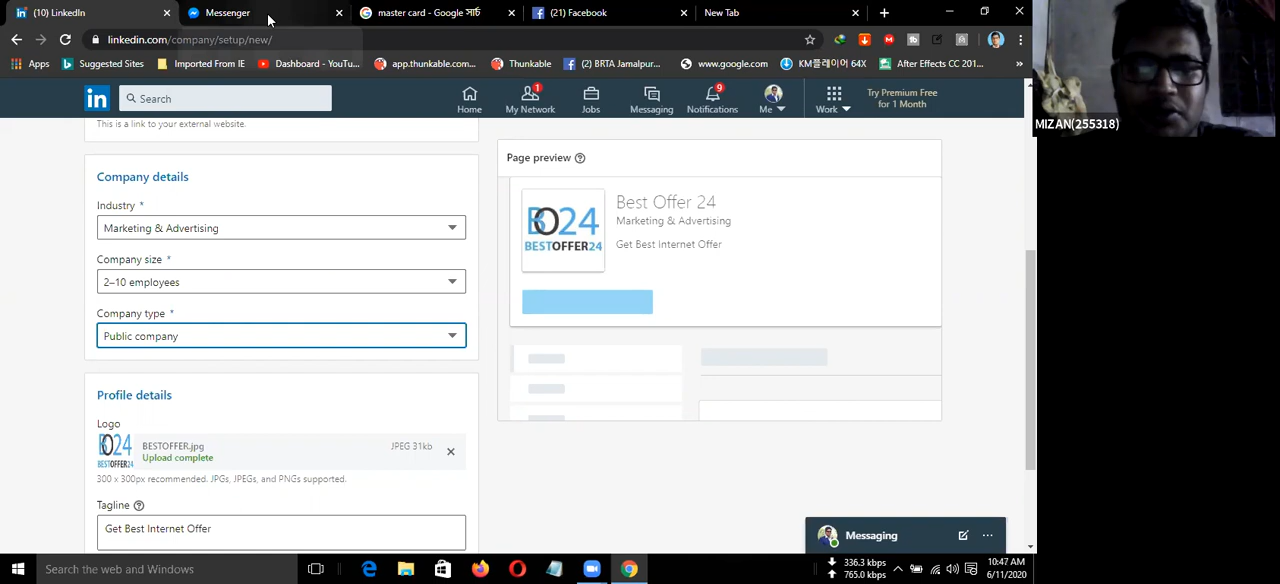 (10) LinkedIn
Messenger
master card - Google সার্চ
(21) Facebook
New Tab
linkedin.com/company/setup/new/
Apps
Suggested Sites
Imported From IE
Dashboard - YouTu...
app.thunkable.com...
Thunkable
(2) BRTA Jamalpur...
www.google.com
KM플레이어 64X
After Effects CC 201...
»
in
Search
Home
1
My Network
Jobs
Messaging
9
Notifications
Me
Work
Try Premium Free
for 1 Month
MIZAN(255318)
This is a link to your external website.
Company details
Industry *
Marketing & Advertising
Company size *
2–10 employees
Company type *
Public company
Profile details
Logo
BO24
BESTOFFER24
BESTOFFER.jpg
Upload complete
JPEG 31kb
300 x 300px recommended. JPGs, JPEGs, and PNGs supported.
Tagline
Get Best Internet Offer
Page preview
BO24
BESTOFFER24
Best Offer 24
Marketing & Advertising
Get Best Internet Offer
Messaging
Search the web and Windows
336.3 kbps
765.0 kbps
10:47 AM
6/11/2020